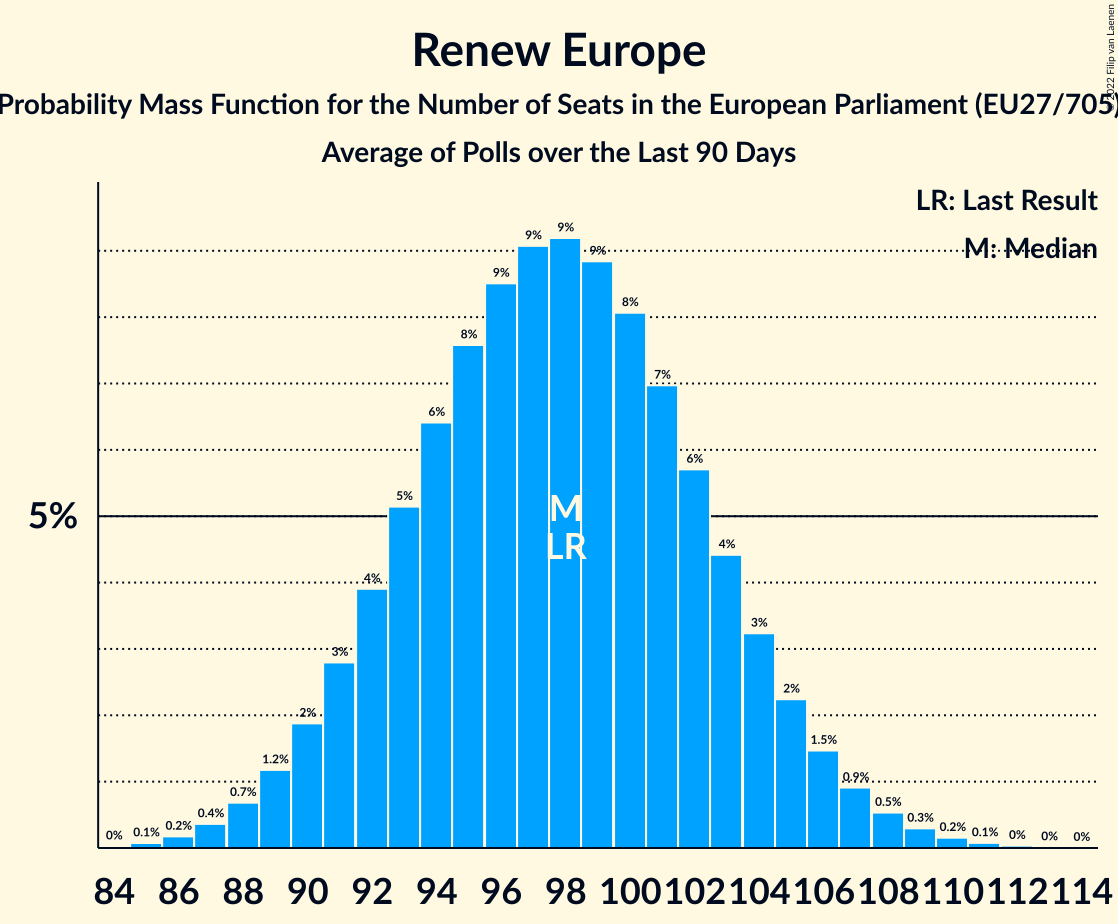 Renew Europe
Probability Mass Function for the Number of Seats in the European Parliament (EU27/705)
Average of Polls over the Last 90 Days
© 2022 Filip van Laenen
LR: Last Result
M: Median
5%
0% 0.1% 0.2% 0.4% 0.7% 1.2% 2% 3% 4% 5% 6% 8% 9% 9% 9% 9% 8% 7% 6% 4% 3% 2% 1.5% 0.9% 0.5% 0.3% 0.2% 0.1% 0% 0% 0%
M
LR
84 86 88 90 92 94 96 98 100 102 104 106 108 110 112 114